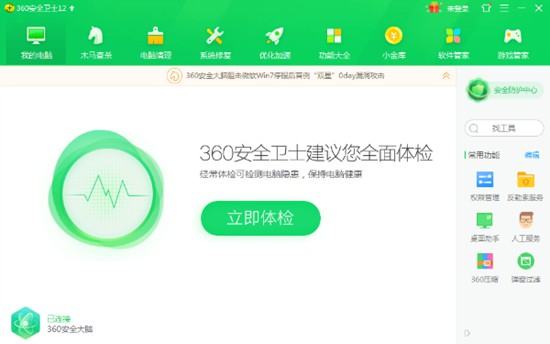 360安全卫士12
未登录
我的电脑
木马查杀
电脑清理
系统修复
优化加速
功能大全
小金库
软件管家
游戏管家
360安全大脑阻击微软Win7停服后首例“双星”0day漏洞攻击
安全防护中心
360安全卫士建议您全面体检
经常体检可检测电脑隐患，保持电脑健康
立即体检
找工具
常用功能
编辑
权限管理
反勒索服务
桌面助手
人工服务
360压缩
弹窗过滤
已连接
360安全大脑